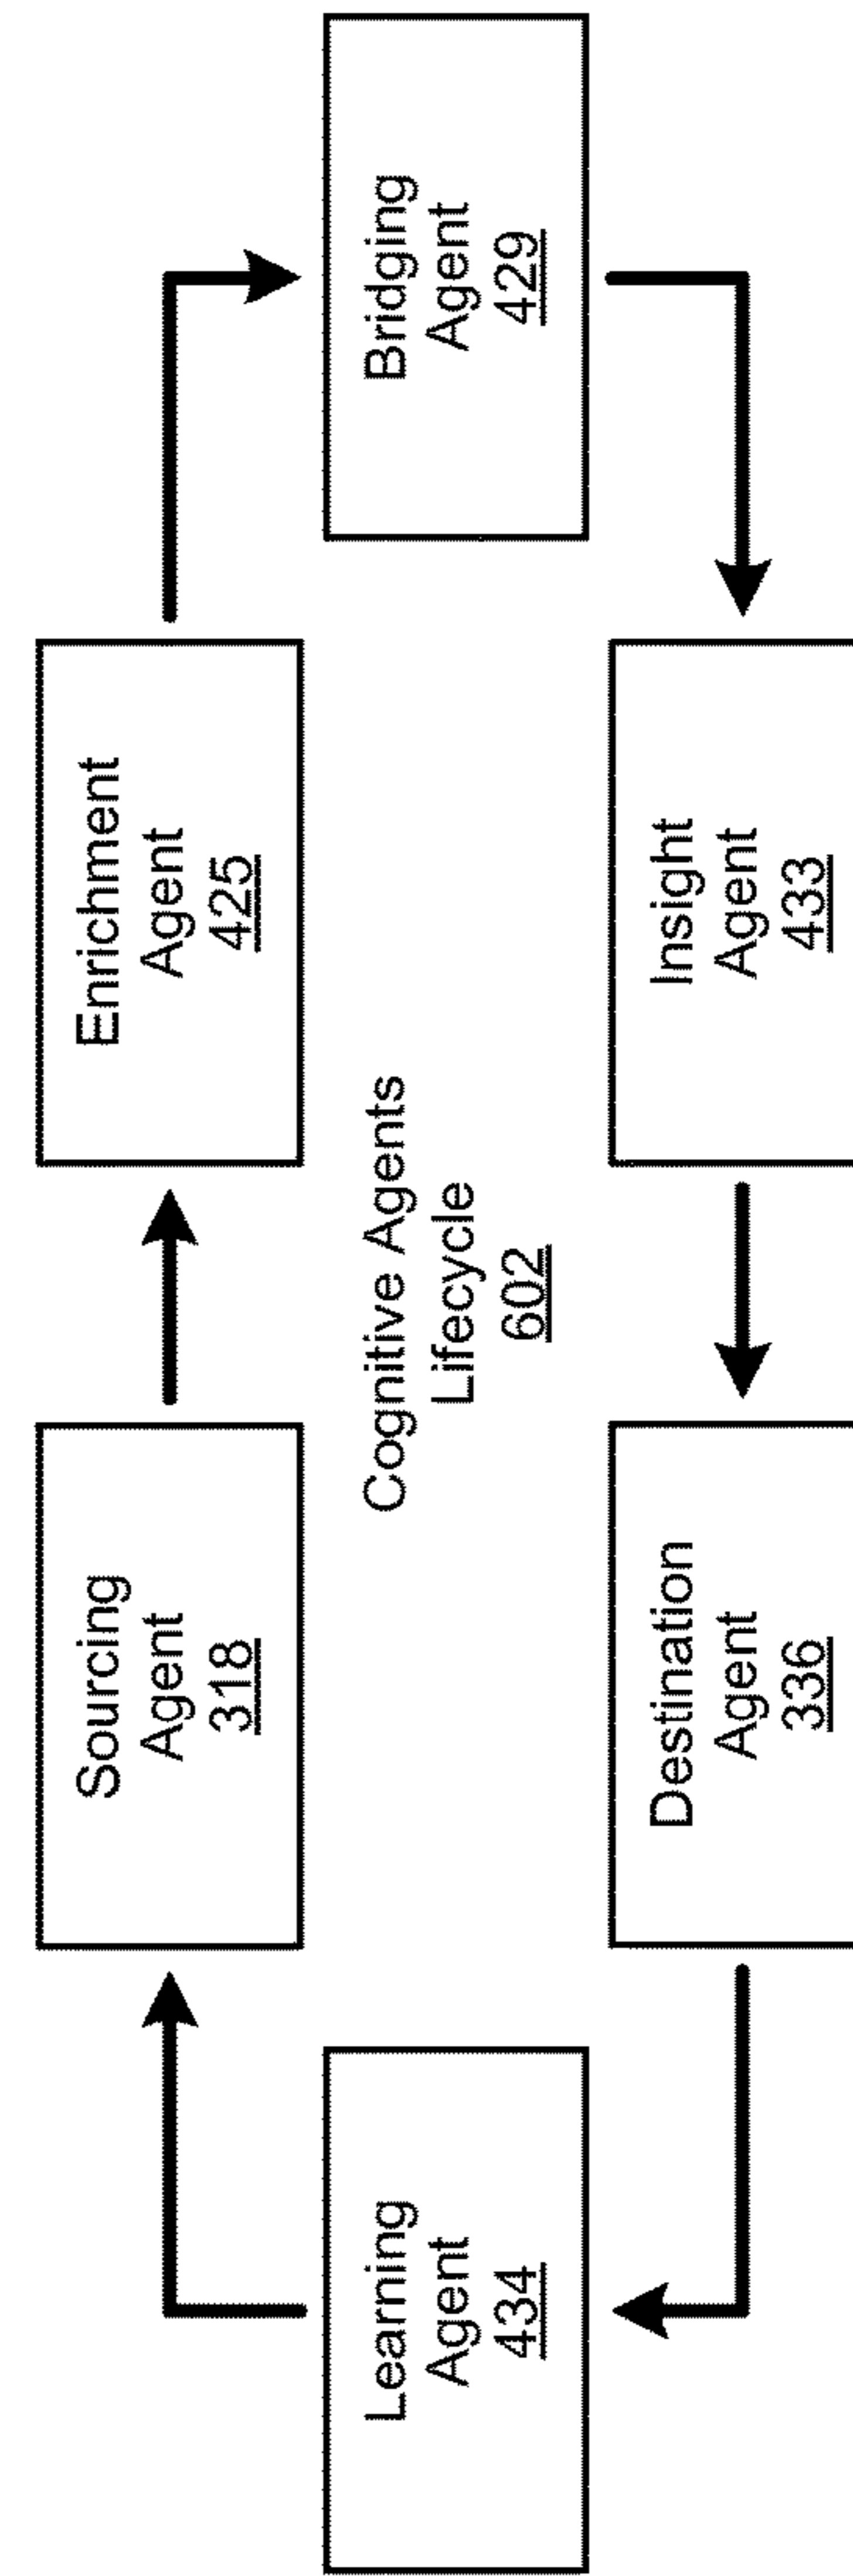 Sourcing
Agent
318
Enrichment
Agent
425
Learning
Agent
434
Cognitive Agents
Lifecycle
602
Bridging
Agent
429
Destination
Agent
336
Insight
Agent
433